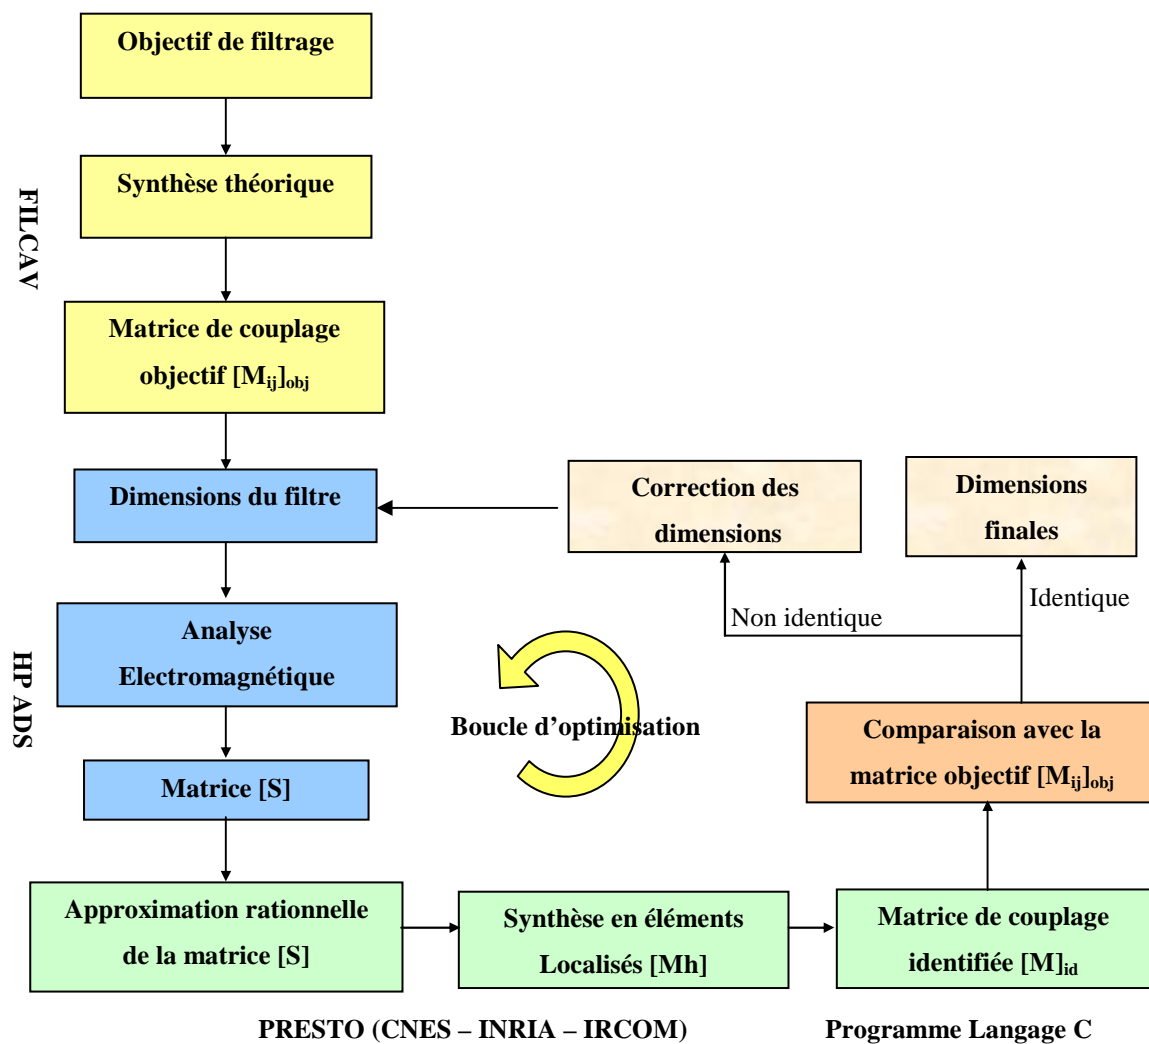 Objectif de filtrage
Synthèse théorique
FILCAV
Matrice de couplage
objectif [Mij]obj
Dimensions du filtre
Correction des
dimensions
Dimensions
finales
Non identique
Identique
Analyse
Electromagnétique
HP ADS
Boucle d’optimisation
Comparaison avec la
matrice objectif [Mij]obj
Matrice [S]
Approximation rationnelle
de la matrice [S]
Synthèse en éléments
Localisés [Mh]
Matrice de couplage
identifiée [M]id
PRESTO (CNES – INRIA – IRCOM)
Programme Langage C